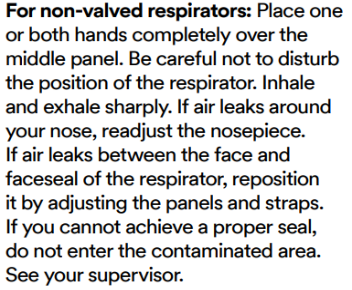 For non-valved respirators: Place one
or both hands completely over the
middle panel. Be careful not to disturb
the position of the respirator. Inhale
and exhale sharply. If air leaks around
your nose, readjust the nosepiece.
If air leaks between the face and
faceseal of the respirator, reposition
it by adjusting the panels and straps.
If you cannot achieve a proper seal,
do not enter the contaminated area.
See your supervisor.